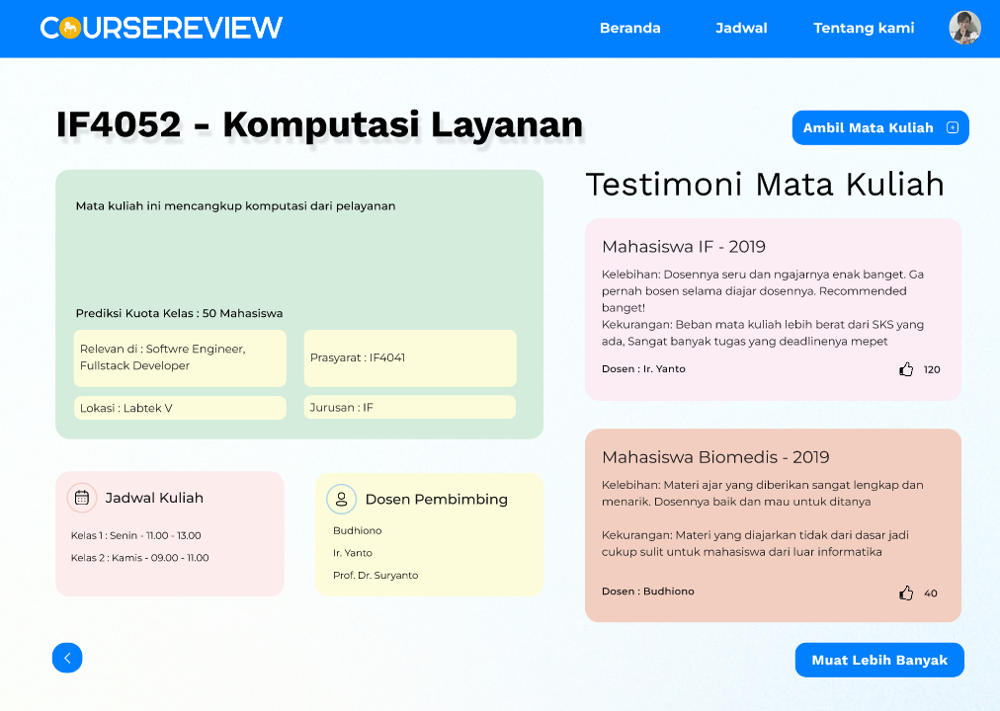 COURSEREVIEW
Beranda
Jadwal
Tentang kami
IF4052 - Komputasi Layanan
Ambil Mata Kuliah
Mata kuliah ini mencangkup komputasi dari pelayanan
Prediksi Kuota Kelas : 50 Mahasiswa
Relevan di : Softwre Engineer,
Fullstack Developer
Prasyarat : IF4041
Lokasi : Labtek V
Jurusan : IF
Jadwal Kuliah
Kelas 1 : Senin - 11.00 - 13.00
Kelas 2 : Kamis - 09.00 - 11.00
Dosen Pembimbing
Budhiono
Ir. Yanto
Prof. Dr. Suryanto
Testimoni Mata Kuliah
Mahasiswa IF - 2019
Kelebihan: Dosennya seru dan ngajarnya enak banget. Ga
pernah bosen selama diajar dosennya. Recommended
banget!
Kekurangan: Beban mata kuliah lebih berat dari SKS yang
ada, Sangat banyak tugas yang deadlinenya mepet
Dosen : Ir. Yanto
120
Mahasiswa Biomedis - 2019
Kelebihan: Materi ajar yang diberikan sangat lengkap dan
menarik. Dosennya baik dan mau untuk ditanya
Kekurangan: Materi yang diajarkan tidak dari dasar jadi
cukup sulit untuk mahasiswa dari luar informatika
Dosen : Budhiono
40
Muat Lebih Banyak